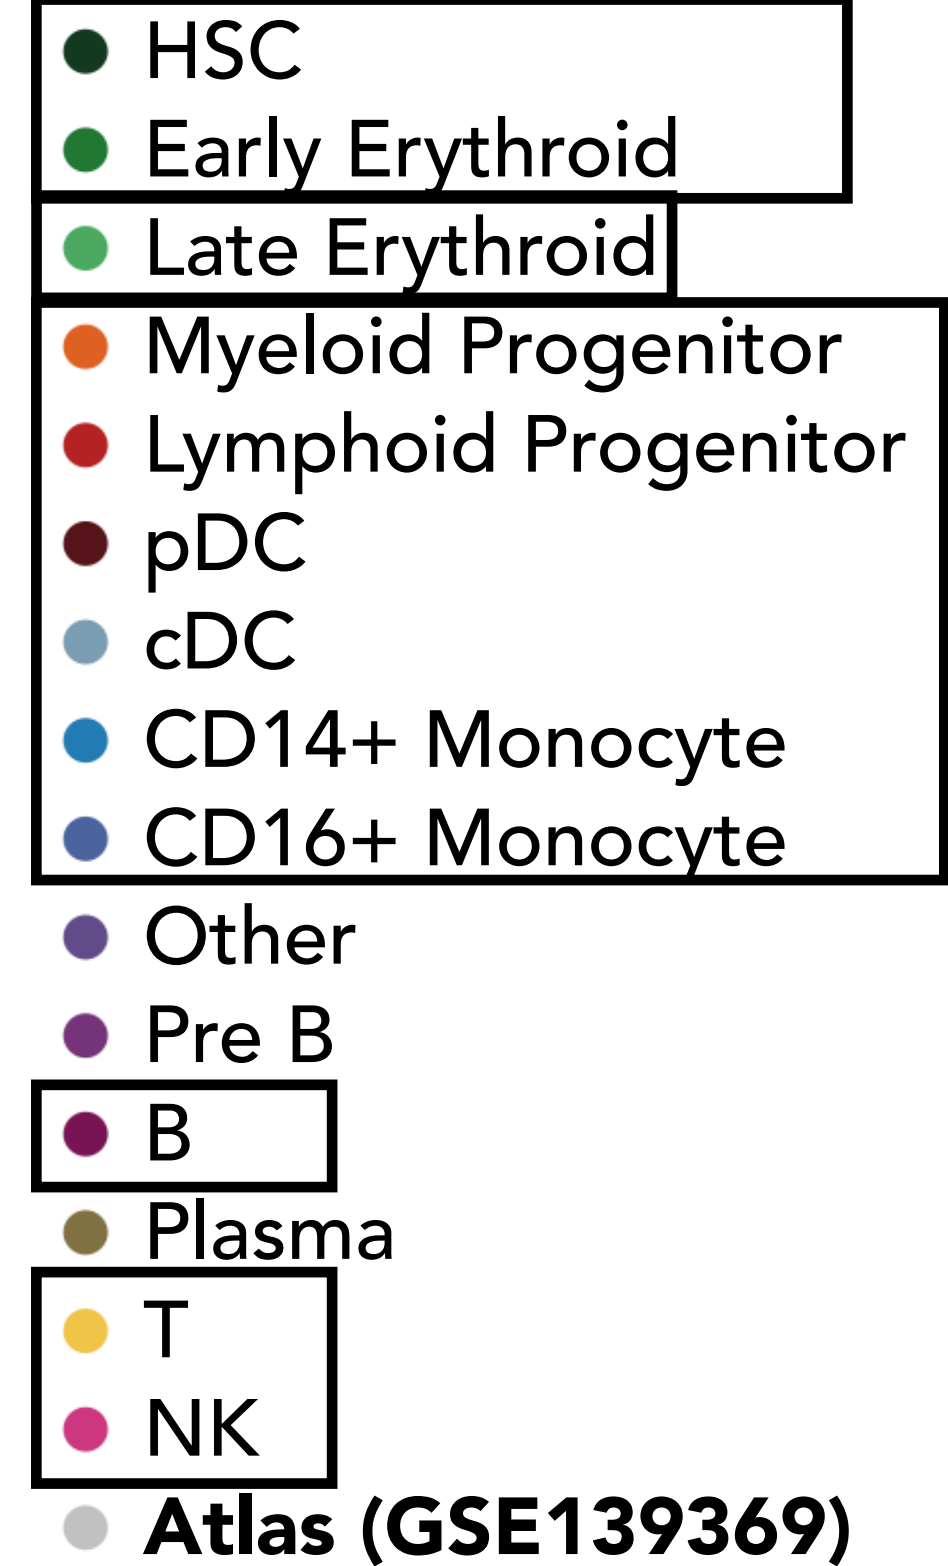 HSC
Early Erythroid
Late Erythroid
Myeloid Progenitor
Lymphoid Progenitor
pDC
cDC
CD14+ Monocyte
CD16+ Monocyte
Other
Pre B
B
Plasma
T
NK
Atlas (GSE139369)